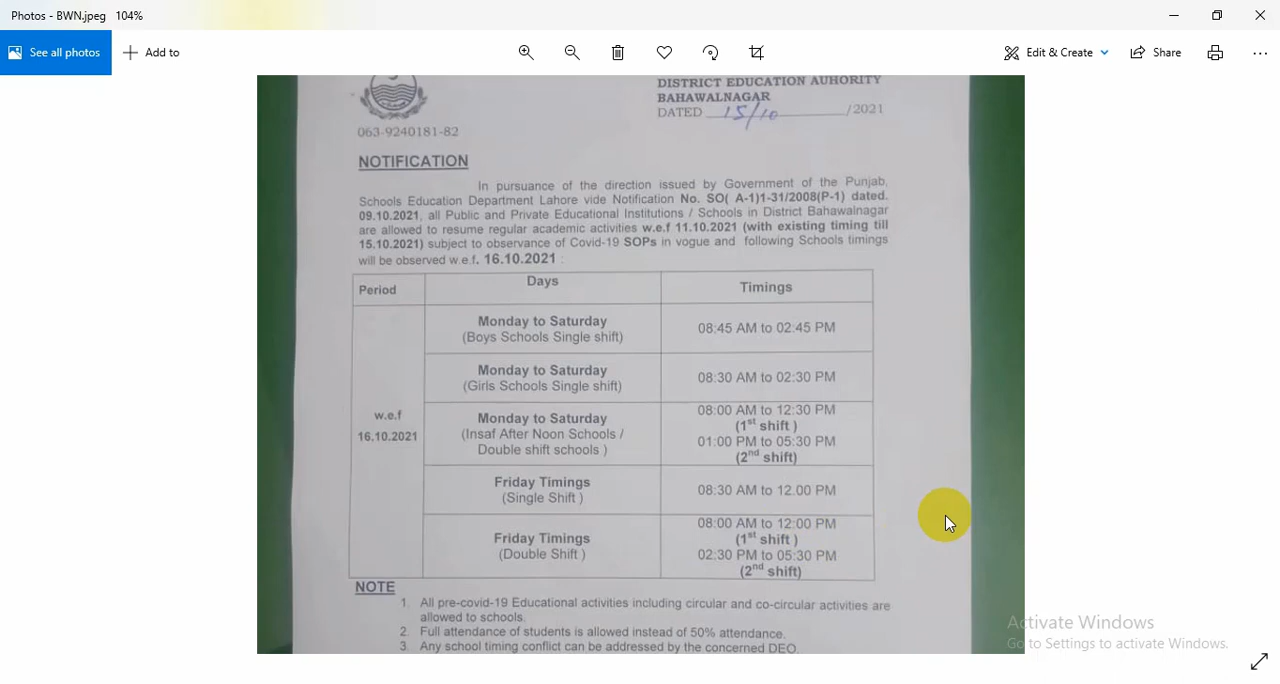 Photos - BWN.jpeg 104%
See all photos
Add to
Edit & Create
Share
DISTRICT EDUCATION AUHORITY
BAHAWALNAGAR
DATED 15/10 /2021
063-9240181-82
NOTIFICATION
In pursuance of the direction issued by Government of the Punjab,
Schools Education Department Lahore vide Notification No. SO( A-1)1-31/2008(P-1) dated.
09.10.2021, all Public and Private Educational Institutions / Schools in District Bahawalnagar
are allowed to resume regular academic activities w.e.f 11.10.2021 (with existing timing till
15.10.2021) subject to observance of Covid-19 SOPs in vogue and following Schools timings
will be observed w.e.f. 16.10.2021 :
Period
Days
Timings
w.e.f
16.10.2021
Monday to Saturday
(Boys Schools Single shift)
08:45 AM to 02:45 PM
Monday to Saturday
(Girls Schools Single shift)
08:30 AM to 02:30 PM
Monday to Saturday
(Insaf After Noon Schools /
Double shift schools )
08:00 AM to 12:30 PM
(1st shift )
01:00 PM to 05:30 PM
(2nd shift)
Friday Timings
(Single Shift )
08:30 AM to 12.00 PM
Friday Timings
(Double Shift )
08:00 AM to 12:00 PM
(1st shift )
02:30 PM to 05:30 PM
(2nd shift)
NOTE
1. All pre-covid-19 Educational activities including circular and co-circular activities are
allowed to schools.
2. Full attendance of students is allowed instead of 50% attendance.
3. Any school timing conflict can be addressed by the concerned DEO
Activate Windows
Go to Settings to activate Windows.